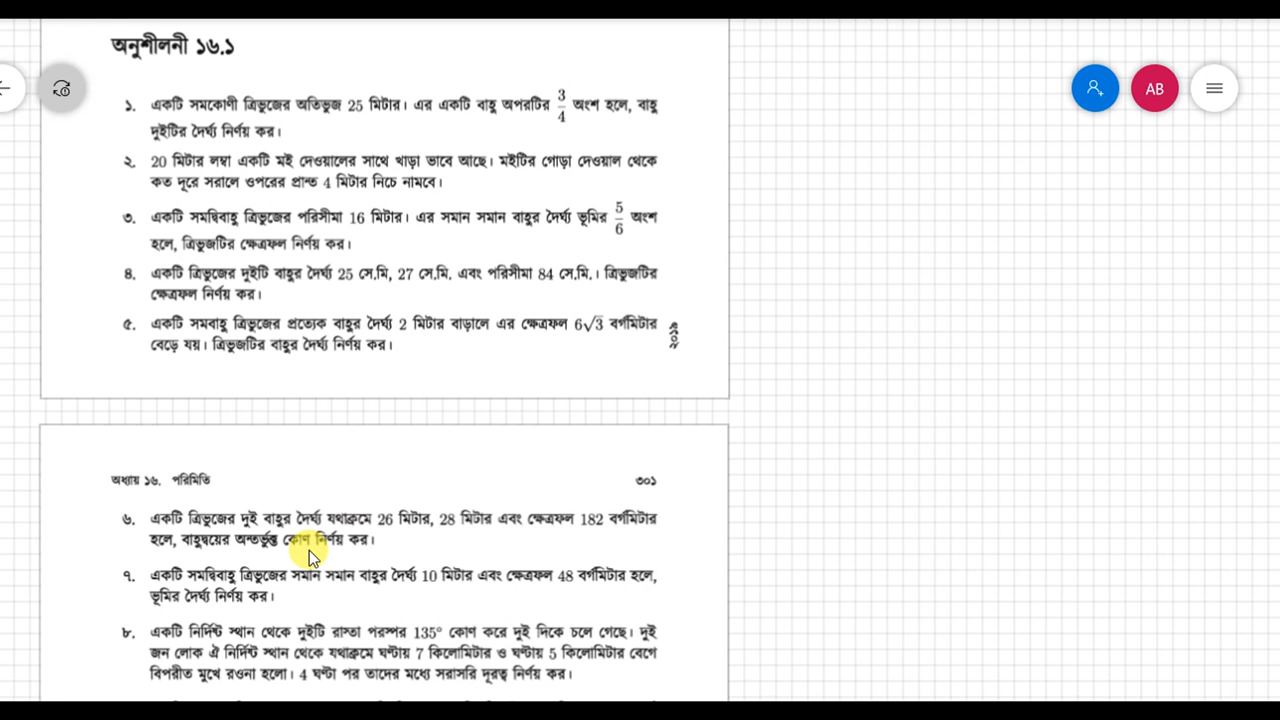 অনুশীলনী ১৬.১
AB
১. একটি সমকোণী ত্রিভুজের অতিভুজ 25 মিটার। এর একটি বাহু অপরটির 3/4 অংশ হলে, বাহু
দুইটির দৈর্ঘ্য নির্ণয় কর।
২. 20 মিটার লম্বা একটি মই দেওয়ালের সাথে খাড়া ভাবে আছে। মইটির গোড়া দেওয়াল থেকে
কত দূরে সরালে ওপরের প্রান্ত 4 মিটার নিচে নামবে।
৩. একটি সমদ্বিবাহু ত্রিভুজের পরিসীমা 16 মিটার। এর সমান সমান বাহুর দৈর্ঘ্য ভূমির 5/6 অংশ
হলে, ত্রিভুজটির ক্ষেত্রফল নির্ণয় কর।
৪. একটি ত্রিভুজের দুইটি বাহুর দৈর্ঘ্য 25 সে.মি, 27 সে.মি. এবং পরিসীমা 84 সে.মি.। ত্রিভুজটির
ক্ষেত্রফল নির্ণয় কর।
৫. একটি সমবাহু ত্রিভুজের প্রত্যেক বাহুর দৈর্ঘ্য 2 মিটার বাড়ালে এর ক্ষেত্রফল 6√3 বর্গমিটার
বেড়ে যয়। ত্রিভুজটির বাহুর দৈর্ঘ্য নির্ণয় কর।
২০১৯
অধ্যায় ১৬. পরিমিতি ৩০১
৬. একটি ত্রিভুজের দুই বাহুর দৈর্ঘ্য যথাক্রমে 26 মিটার, 28 মিটার এবং ক্ষেত্রফল 182 বর্গমিটার
হলে, বাহুদ্বয়ের অন্তর্ভুক্ত কোণ নির্ণয় কর।
৭. একটি সমদ্বিবাহু ত্রিভুজের সমান সমান বাহুর দৈর্ঘ্য 10 মিটার এবং ক্ষেত্রফল 48 বর্গমিটার হলে,
ভূমির দৈর্ঘ্য নির্ণয় কর।
৮. একটি নির্দিষ্ট স্থান থেকে দুইটি রাস্তা পরস্পর 135° কোণ করে দুই দিকে চলে গেছে। দুই
জন লোক ঐ নির্দিষ্ট স্থান থেকে যথাক্রমে ঘণ্টায় 7 কিলোমিটার ও ঘণ্টায় 5 কিলোমিটার বেগে
বিপরীত মুখে রওনা হলো। 4 ঘণ্টা পর তাদের মধ্যে সরাসরি দূরত্ব নির্ণয় কর।